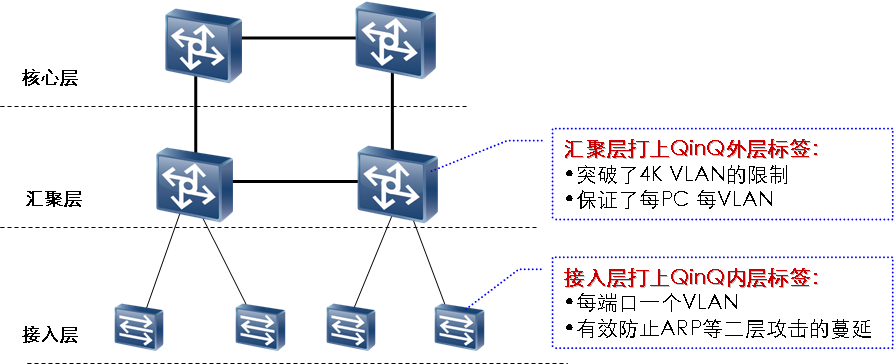 核心层
汇聚层打上QinQ外层标签：
•突破了4K VLAN的限制
•保证了每PC 每VLAN
汇聚层
接入层打上QinQ内层标签：
•每端口一个VLAN
•有效防止ARP等二层攻击的蔓延
接入层